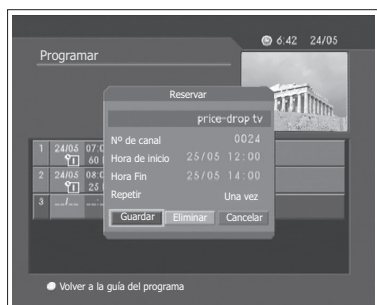 6:42 24/05
Programar
Reservar
price-drop tv
Nº de canal 0024
Hora de inicio 25/05 12:00
Hora Fin 25/05 14:00
Repetir Una vez
Guardar Eliminar Cancelar
1 24/05 07:0
60
2 24/05 08:0
25
3 --/--
Volver a la guía del programa